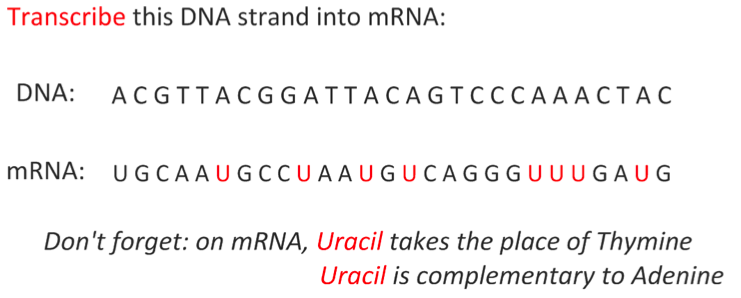 Transcribe this DNA strand into mRNA:
DNA: A C G T T A C G G A T T A C A G T C C C A A A C T A C
mRNA: U G C A A U G C C U A A U G U C A G G G U U U G A U G
Don't forget: on mRNA, Uracil takes the place of Thymine
Uracil is complementary to Adenine